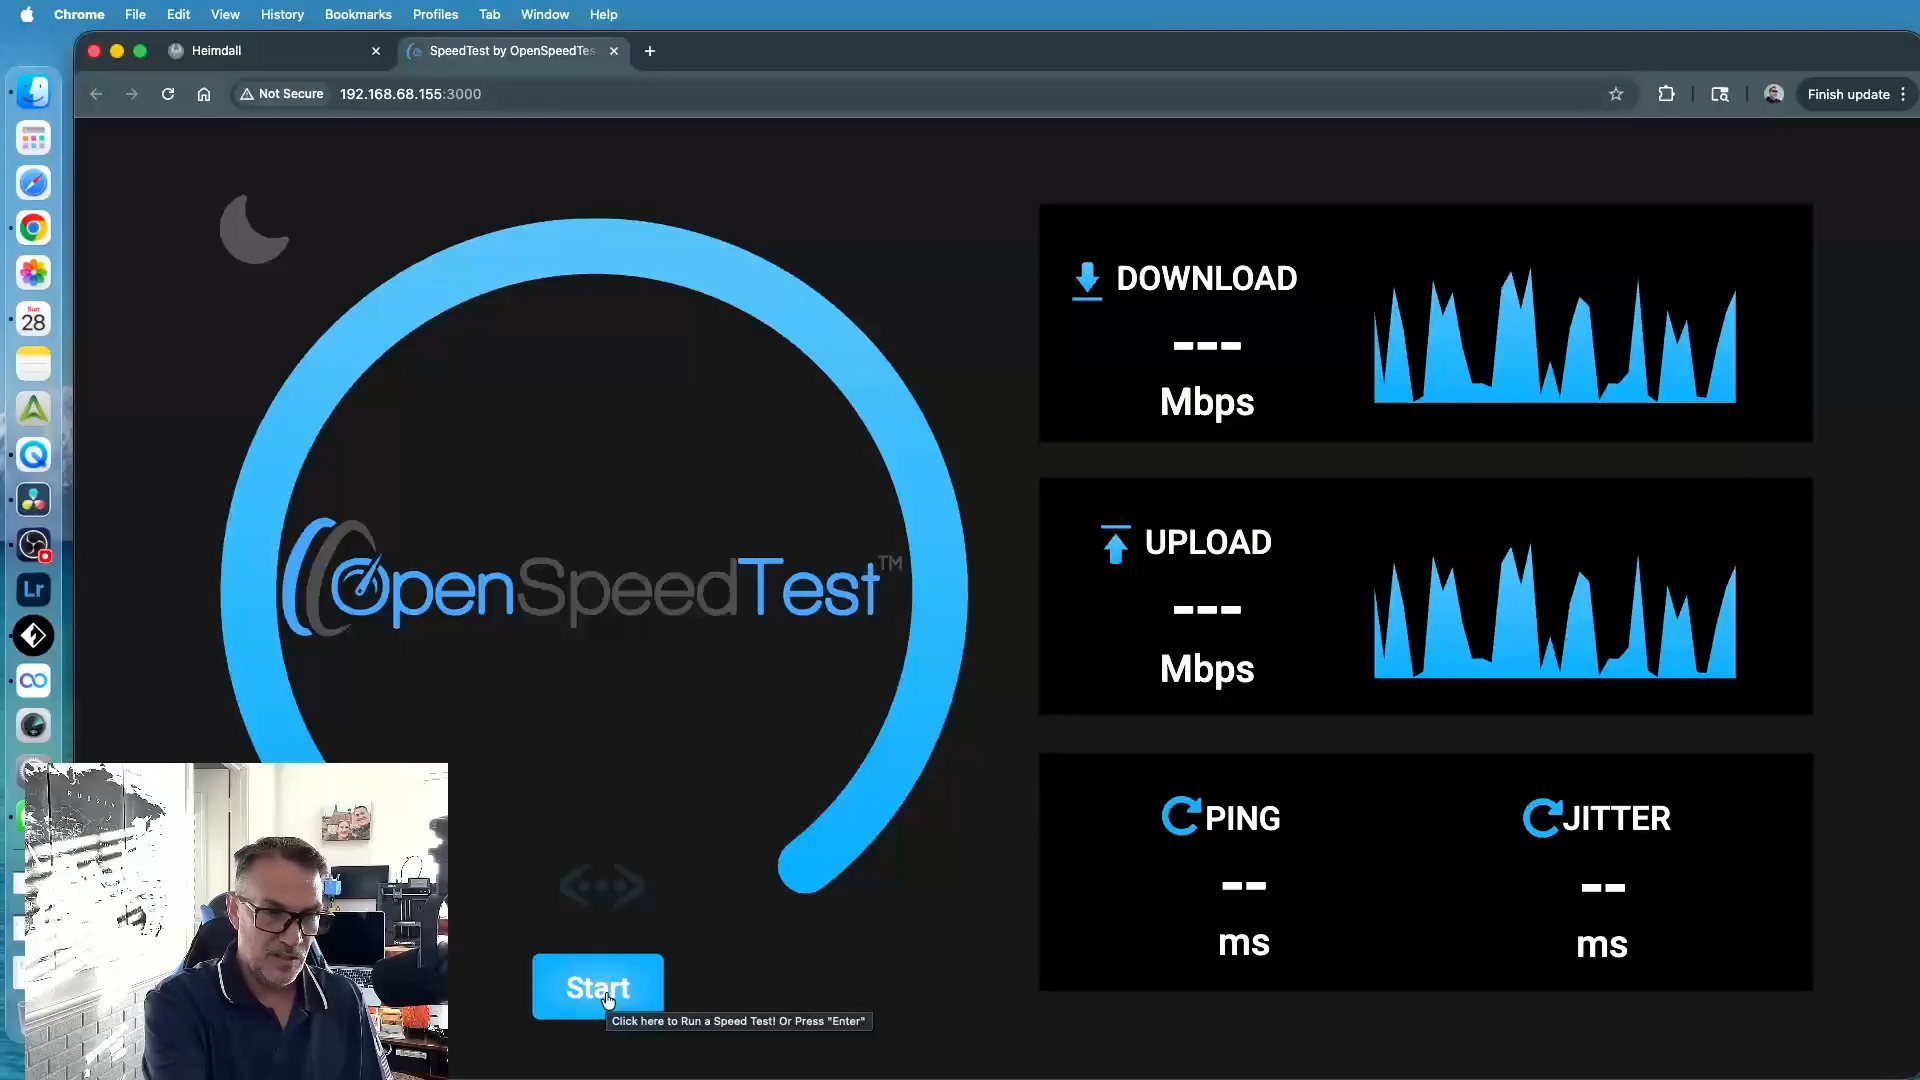 Chrome File Edit View History Bookmarks Profiles Tab Window Help
Heimdall
SpeedTest by OpenSpeedTes
Not Secure 192.168.68.155:3000
Finish update
Sun
28
Lr
DOWNLOAD
---
Mbps
OpenSpeedTest™
UPLOAD
---
Mbps
PING
--
ms
JITTER
--
ms
Start
Click here to Run a Speed Test! Or Press "Enter"